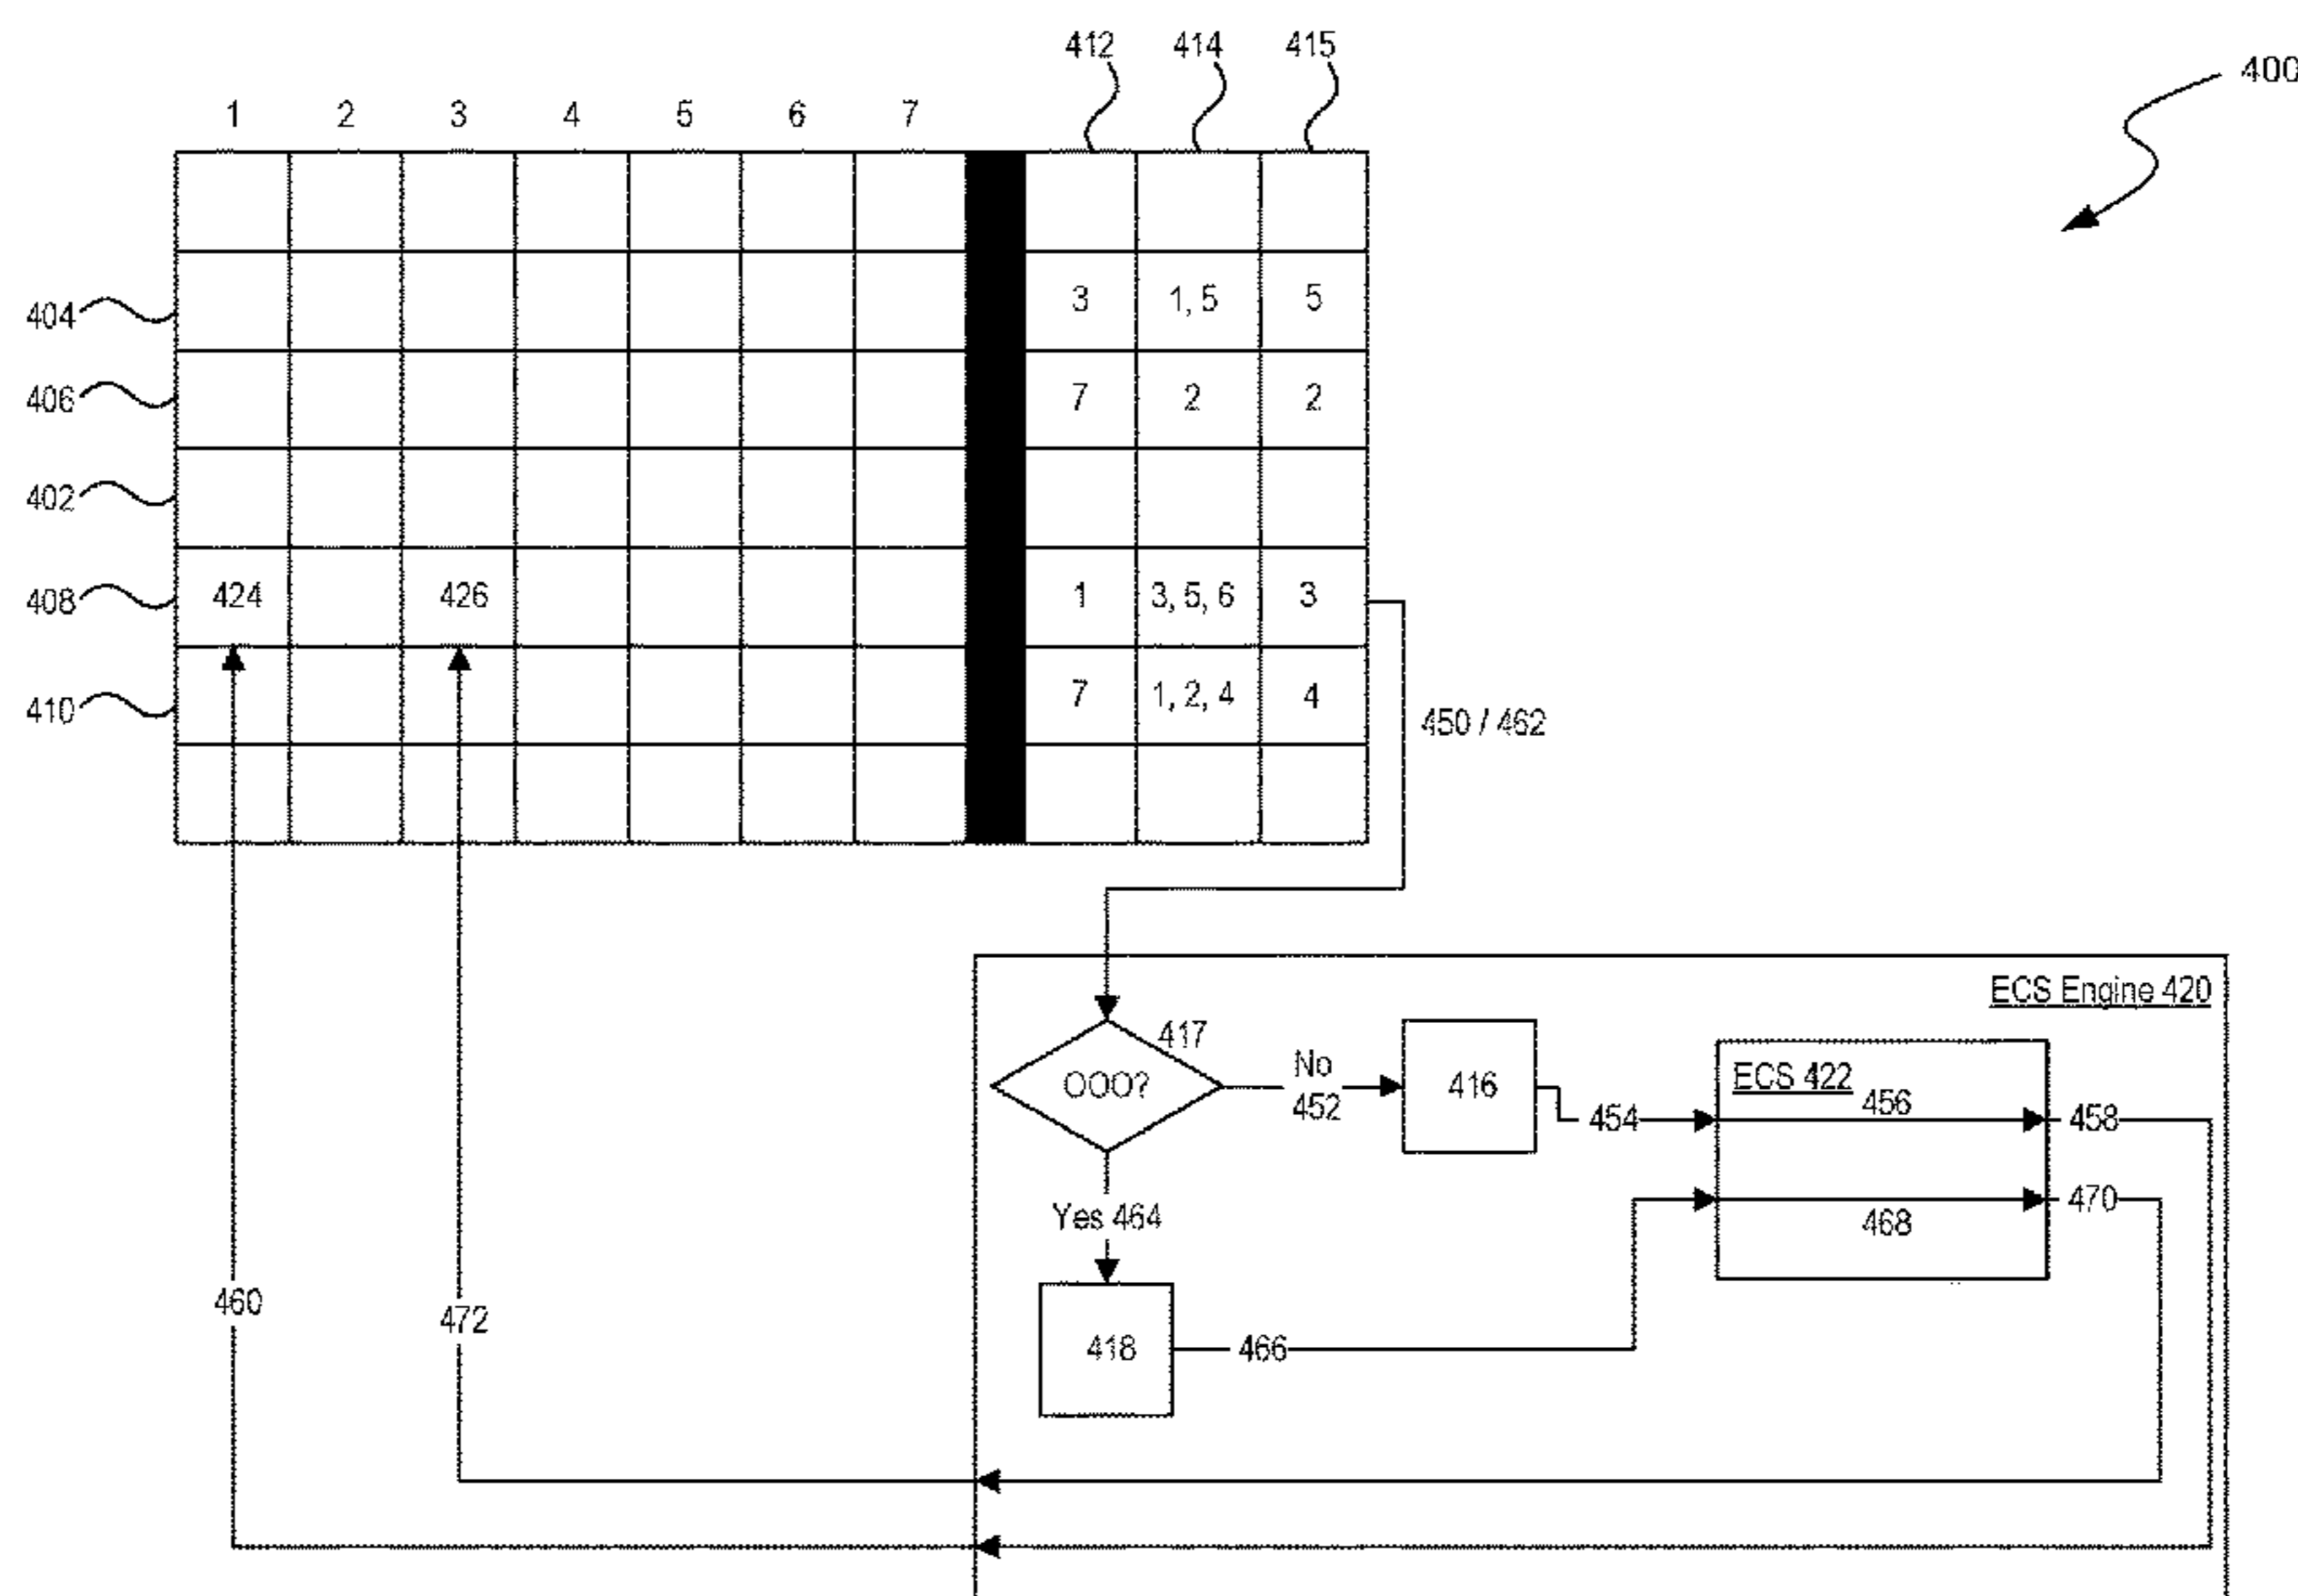 412 414 415
400
1 2 3 4 5 6 7
404 3 1, 5 5
406 7 2 2
402
408 424 426 1 3, 5, 6 3
410 7 1, 2, 4 4
450 / 462
ECS Engine 420
417
OOO?
No
452
416
454
ECS 422
456
458
Yes 464
468
470
460
472
418
466